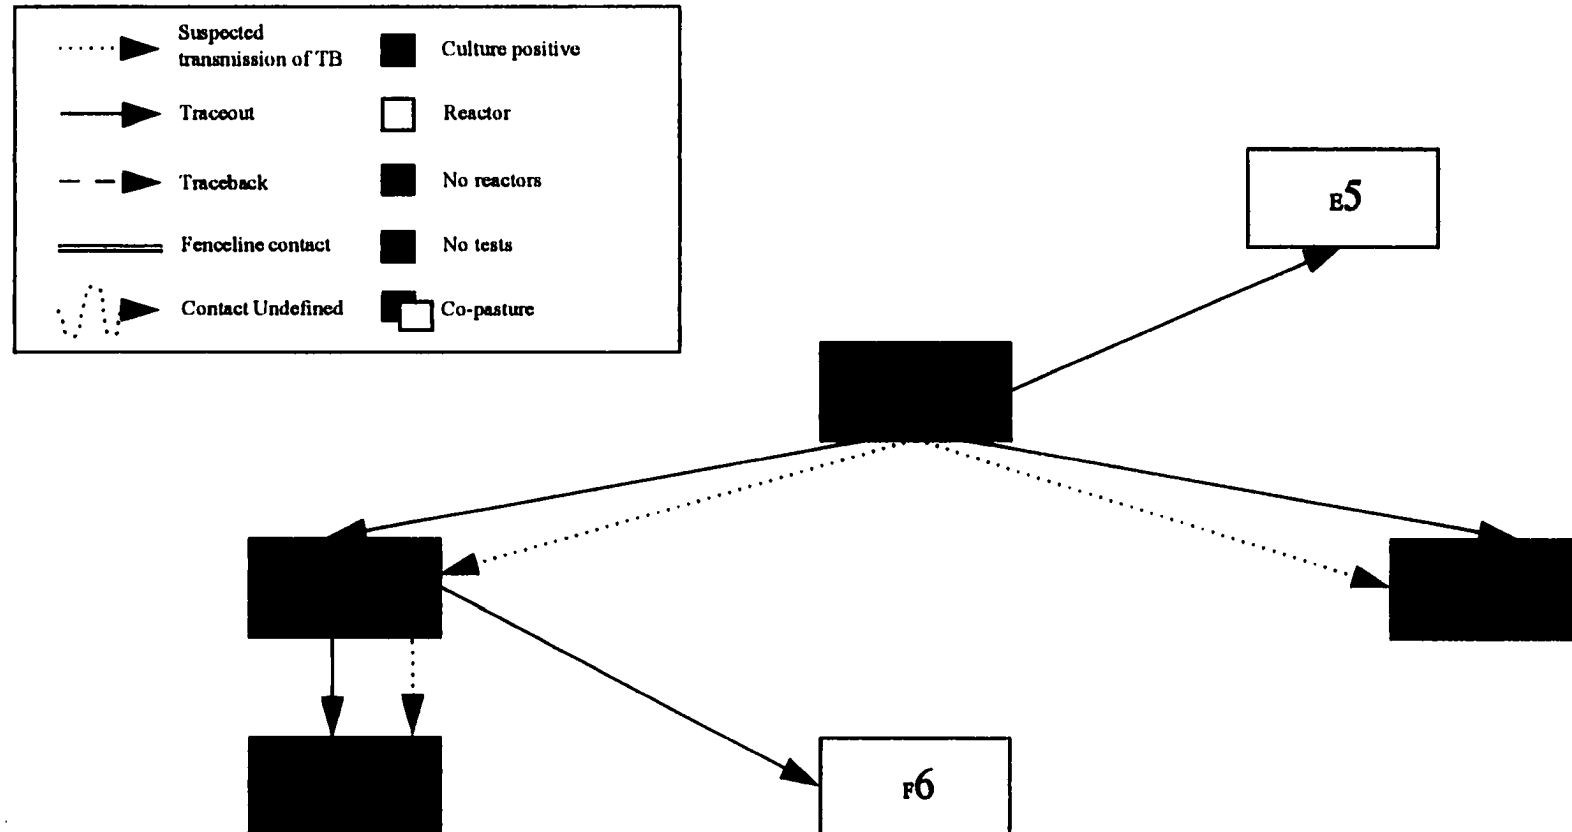 Suspected
transmission of TB
Culture positive
Traceout
Reactor
Traceback
No reactors
Fenceline contact
No tests
Contact Undefined
Co-pasture
E5
F6